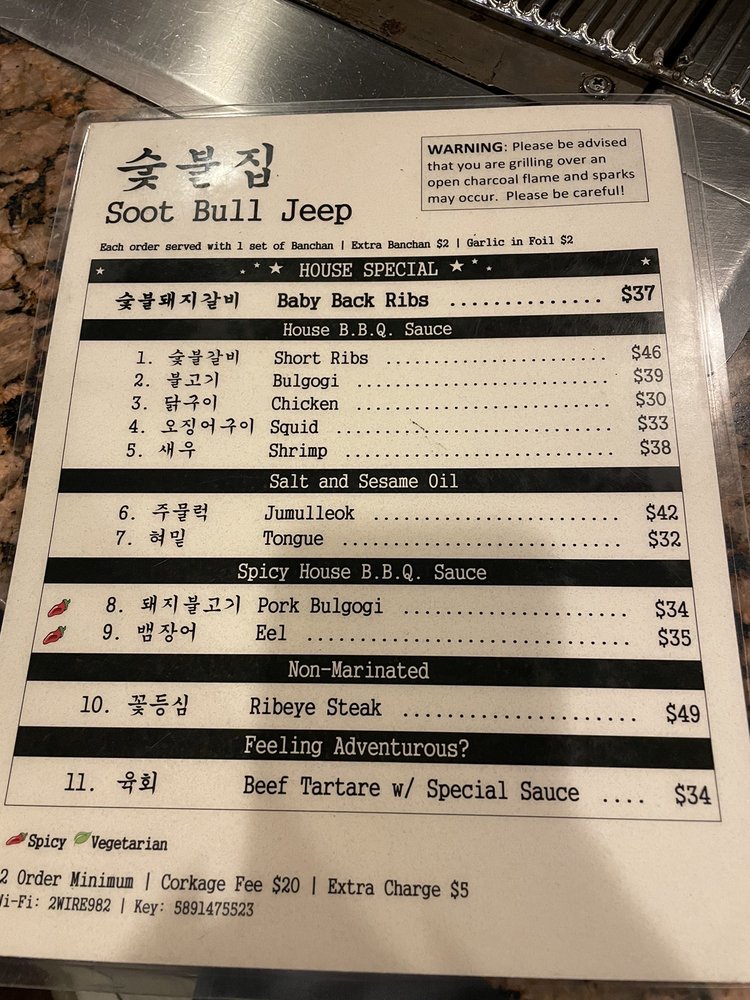 숯불집
Soot Bull Jeep
WARNING: Please be advised
that you are grilling over an
open charcoal flame and sparks
may occur. Please be careful!
Each order served with 1 set of Banchan | Extra Banchan $2 | Garlic in Foil $2
HOUSE SPECIAL
숯불돼지갈비 Baby Back Ribs .............. $37
House B.B.Q. Sauce
1. 숯불갈비 Short Ribs ........................ $46
2. 불고기 Bulgogi ........................... $39
3. 닭구이 Chicken ........................... $30
4. 오징어구이 Squid ............................. $33
5. 새우 Shrimp ............................ $38
Salt and Sesame Oil
6. 주물럭 Jumulleok ........................ $42
7. 혀밑 Tongue ........................... $32
Spicy House B.B.Q. Sauce
8. 돼지불고기 Pork Bulgogi ..................... $34
9. 뱀장어 Eel .............................. $35
Non-Marinated
10. 꽃등심 Ribeye Steak ...................... $49
Feeling Adventurous?
11. 육회 Beef Tartare w/ Special Sauce .... $34
Spicy Vegetarian
2 Order Minimum | Corkage Fee $20 | Extra Charge $5
Wi-Fi: 2WIRE982 | Key: 5891475523